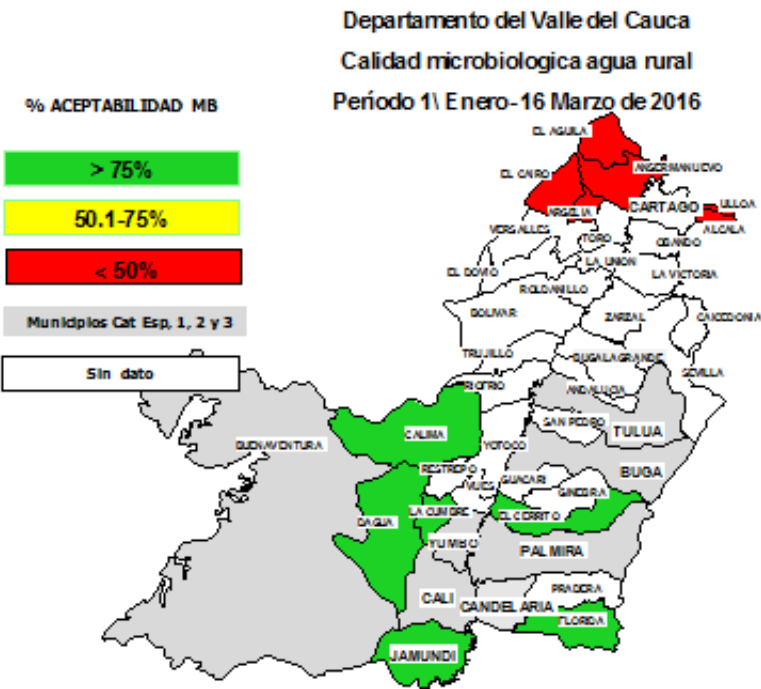 Departamento del Valle del Cauca
Calidad microbiologica agua rural
Periodo 1\ Enero-16 Marzo de 2016
% ACEPTABILIDAD MB
> 75%
50.1-75%
< 50%
Municipios Cat Esp, 1, 2 y 3
Sin dato
EL AGUILA
EL CAIRO
ANSERMANUEVO
ARGELIA
CARTAGO
ULLOA
ALCALA
VERSALLES
TORO
OBANDO
LA UNION
EL DOVIO
LA VICTORIA
ROLDANILLO
BOLIVAR
ZARZAL
CAICEDONIA
TRUJILLO
BUGALAGRANDE
SEVILLA
RIOFRIO
ANDALUCIA
SAN PEDRO
TULUA
CALIMA
BUENAVENTURA
YOTOCO
RESTREPO
BUGA
VIJES
GUACARI
GINEBRA
LA CUMBRE
EL CERRITO
DAGUA
YUMBO
PALMIRA
PRADERA
CALI
CANDELARIA
FLORIDA
JAMUNDI